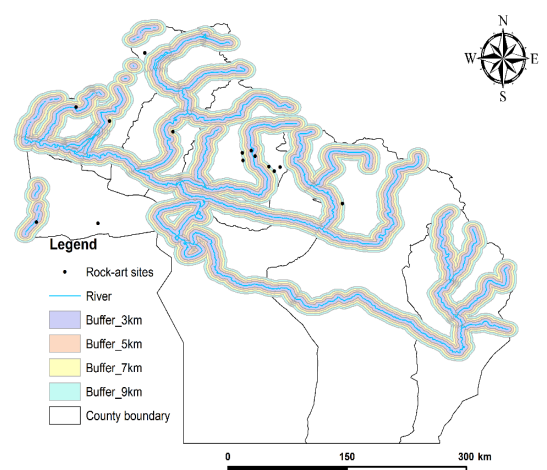 N
W E
S
Legend
Rock-art sites
River
Buffer_3km
Buffer_5km
Buffer_7km
Buffer_9km
County boundary
0 150 300 km